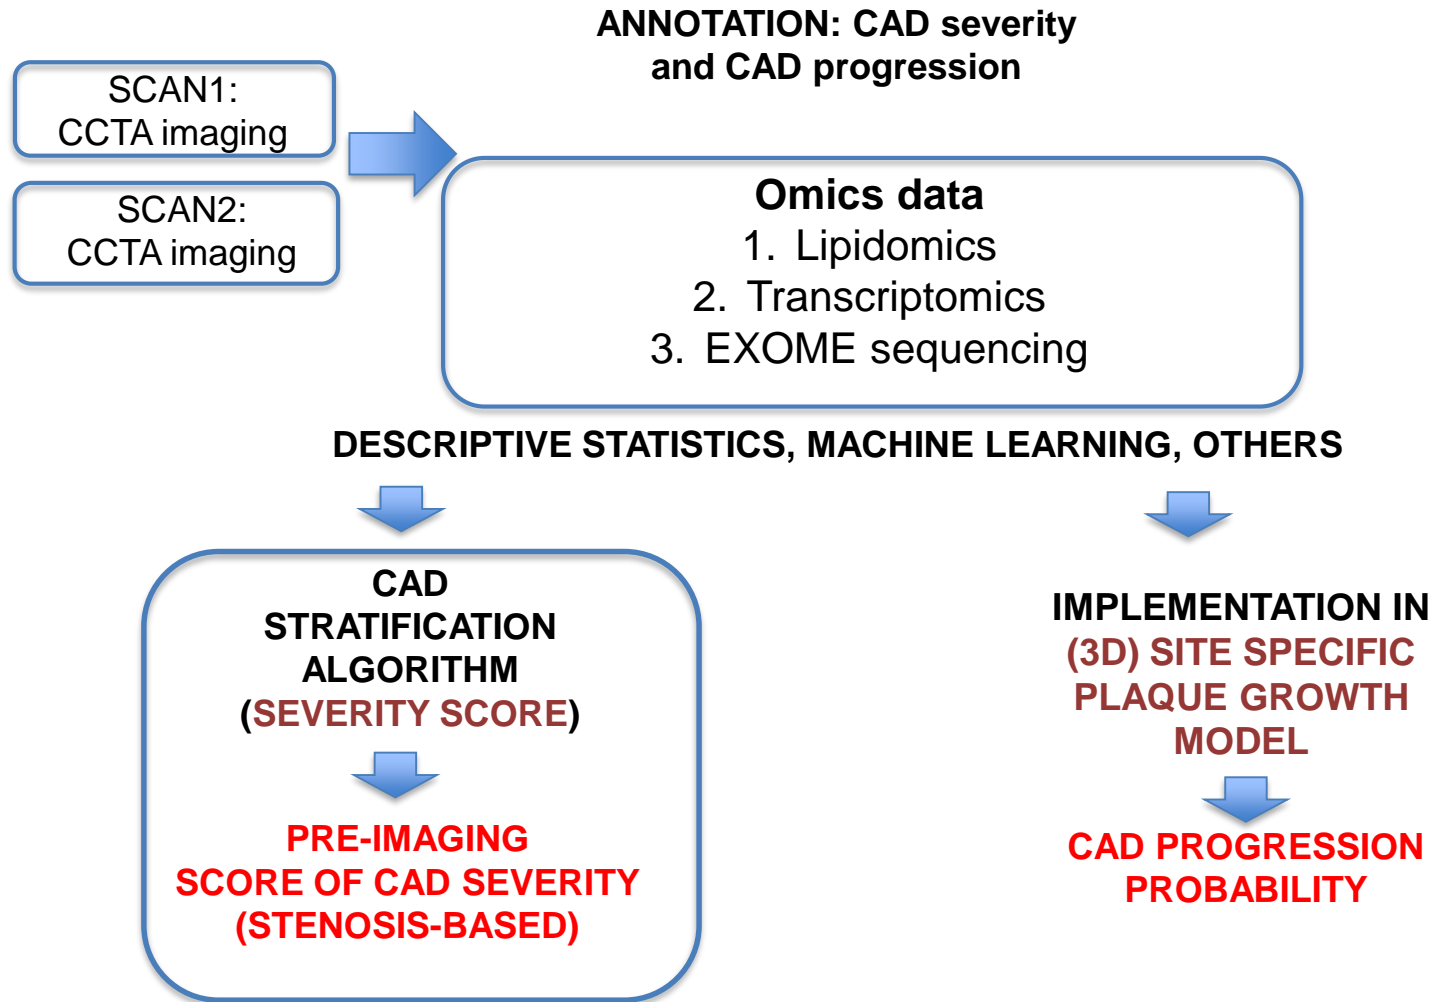 ANNOTATION: CAD severity
and CAD progression
SCAN1:
CCTA imaging
SCAN2:
CCTA imaging
Omics data
1. Lipidomics
2. Transcriptomics
3. EXOME sequencing
DESCRIPTIVE STATISTICS, MACHINE LEARNING, OTHERS
CAD
STRATIFICATION
ALGORITHM
(SEVERITY SCORE)
PRE-IMAGING
SCORE OF CAD SEVERITY
(STENOSIS-BASED)
IMPLEMENTATION IN
(3D) SITE SPECIFIC
PLAQUE GROWTH
MODEL
CAD PROGRESSION
PROBABILITY